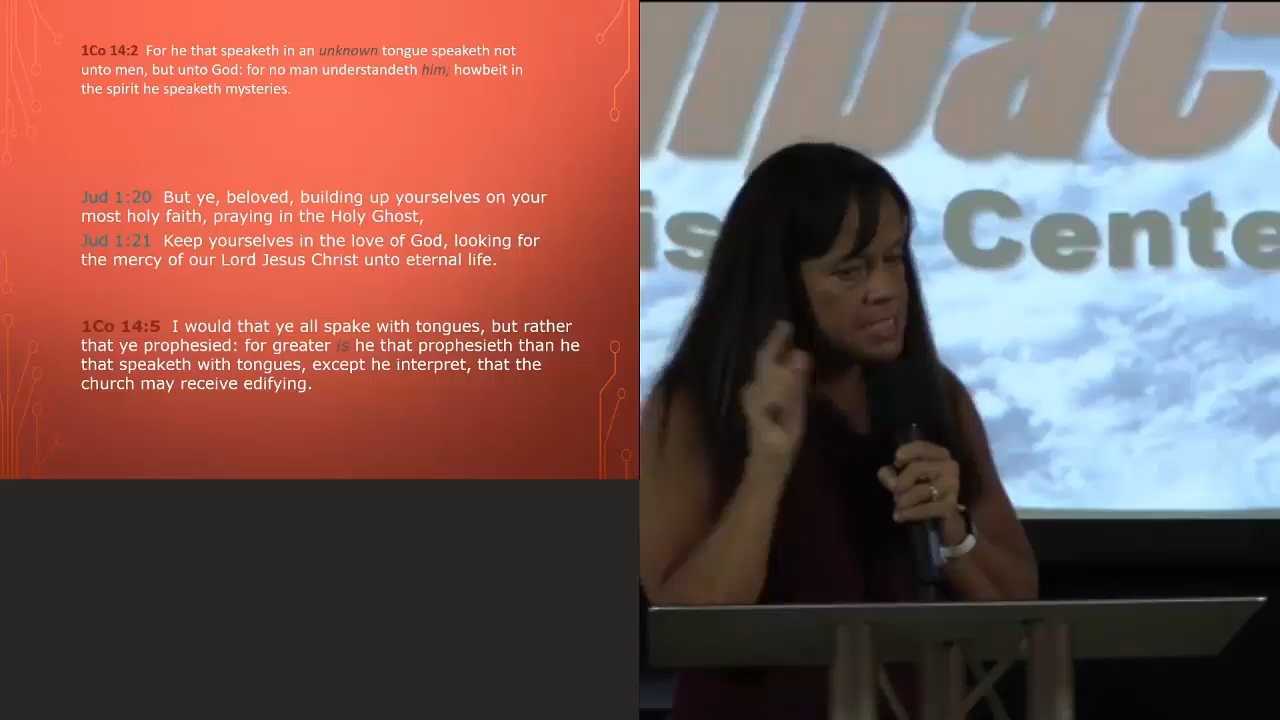 1Co 14:2 For he that speaketh in an unknown tongue speaketh not
unto men, but unto God: for no man understandeth him; howbeit in
the spirit he speaketh mysteries.
Jud 1:20 But ye, beloved, building up yourselves on your
most holy faith, praying in the Holy Ghost,
Jud 1:21 Keep yourselves in the love of God, looking for
the mercy of our Lord Jesus Christ unto eternal life.
1Co 14:5 I would that ye all spake with tongues, but rather
that ye prophesied: for greater is he that prophesieth than he
that speaketh with tongues, except he interpret, that the
church may receive edifying.
Cente